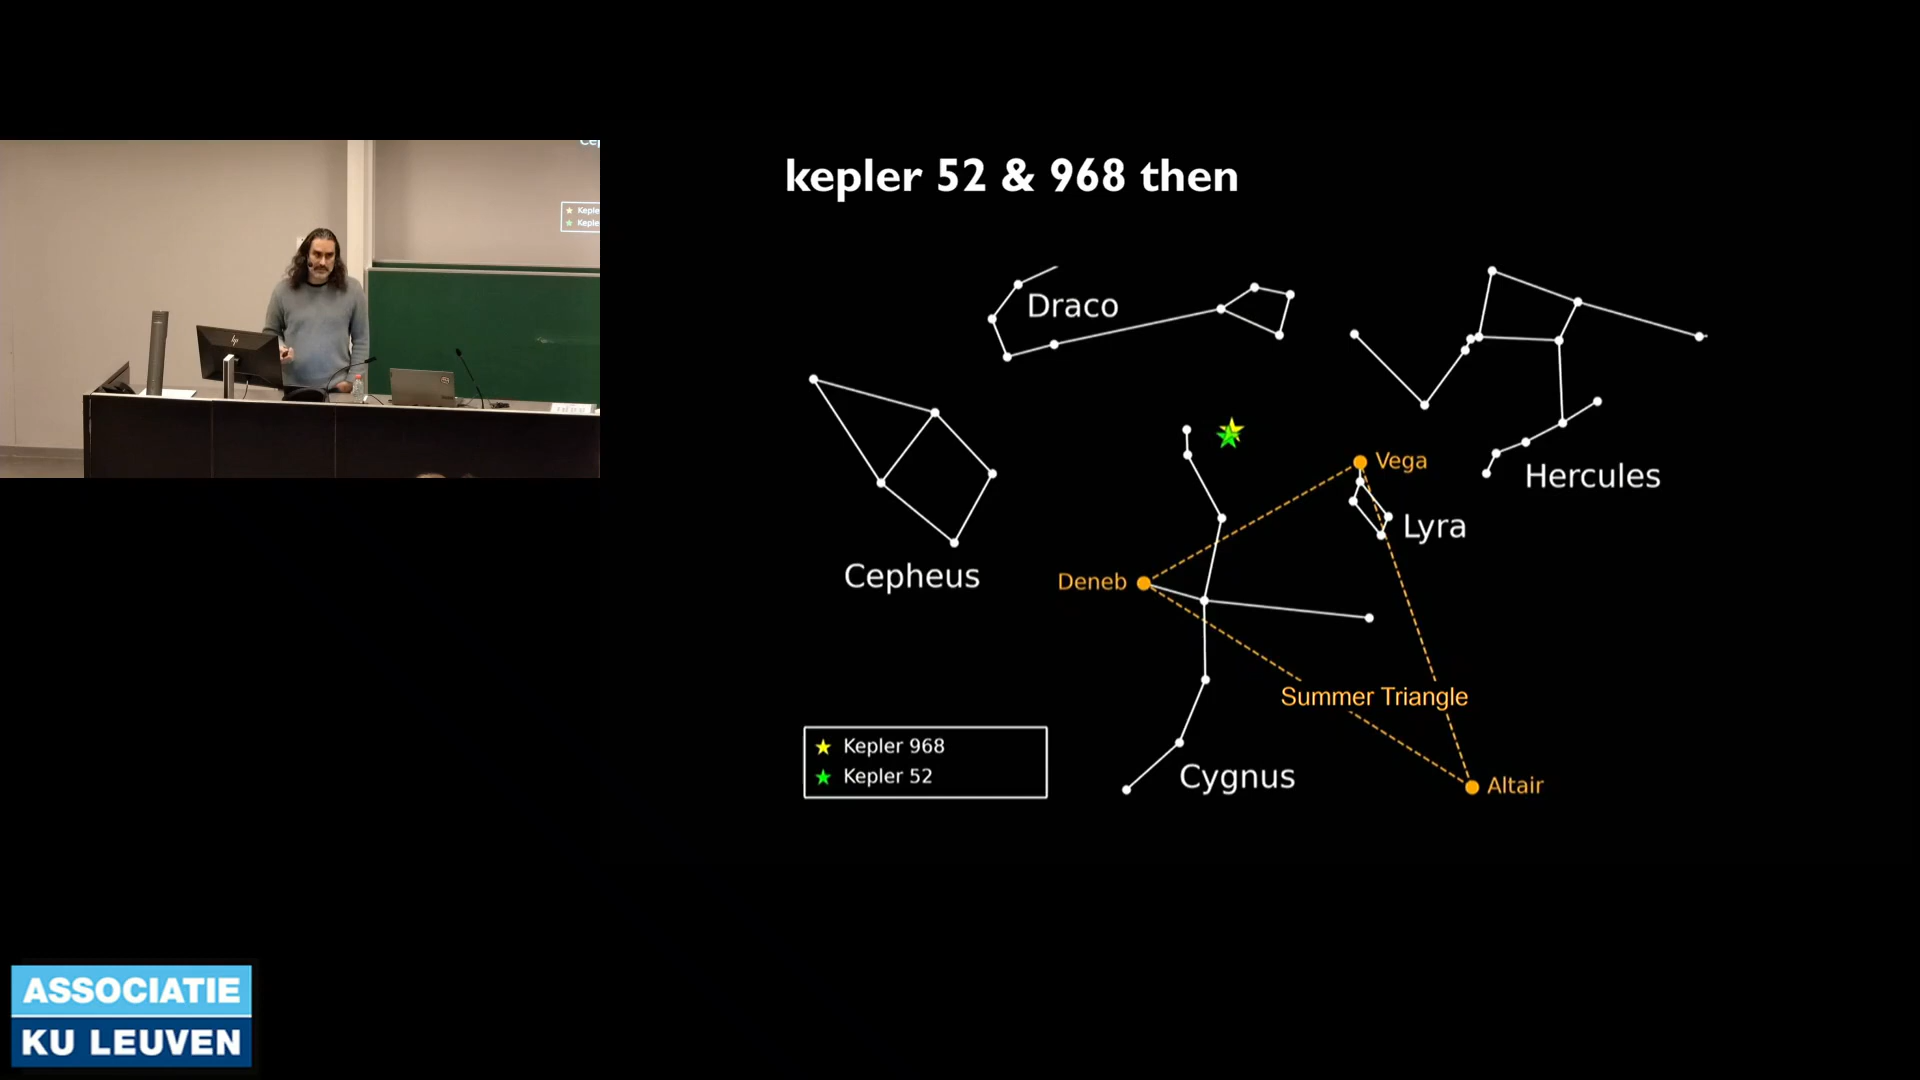 kepler 52 & 968 then
Draco
Vega
Hercules
Lyra
Cepheus
Deneb
Summer Triangle
Kepler 968
Kepler 52
Cygnus
Altair
ASSOCIATIE
KU LEUVEN